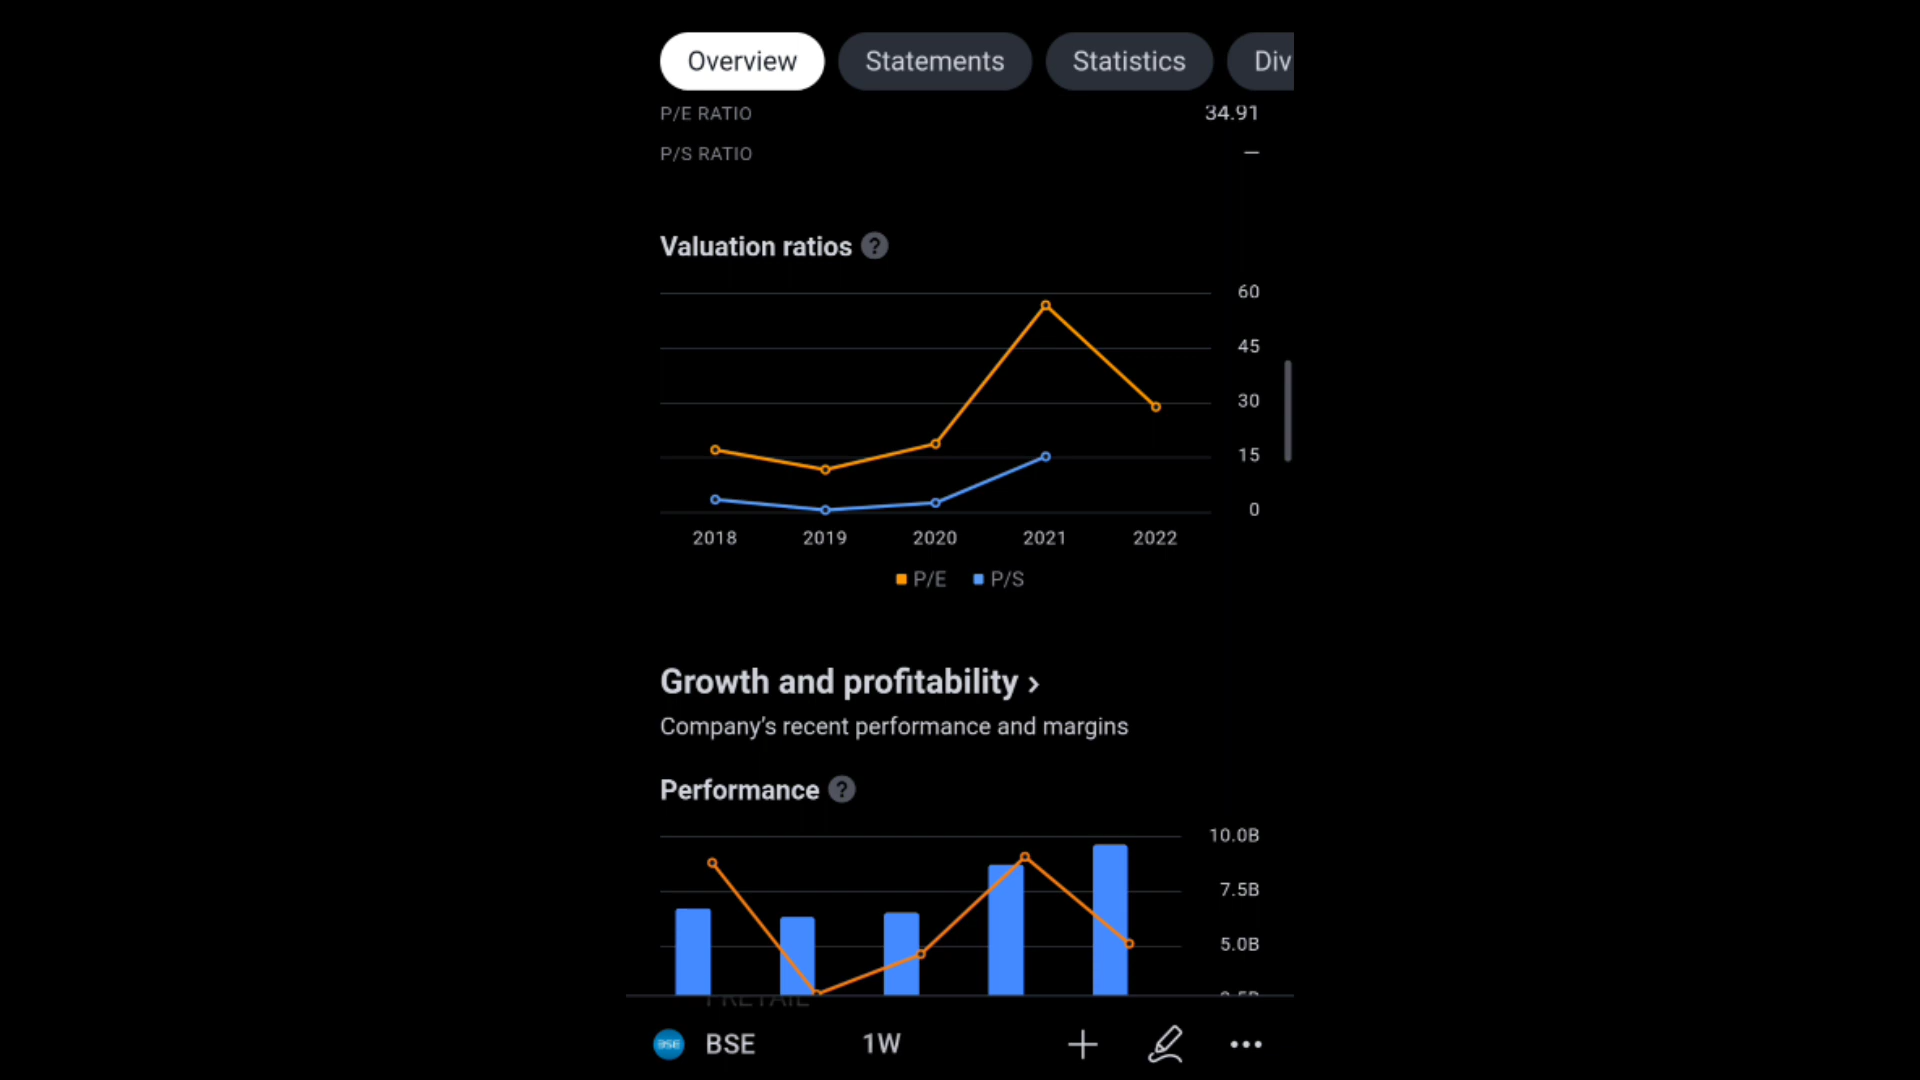 Overview Statements Statistics Div
P/E RATIO 34.91
P/S RATIO —
Valuation ratios ?
60
45
30
15
0
2018 2019 2020 2021 2022
P/E P/S
Growth and profitability ›
Company's recent performance and margins
Performance ?
10.0B
7.5B
5.0B
BSE BSE 1W